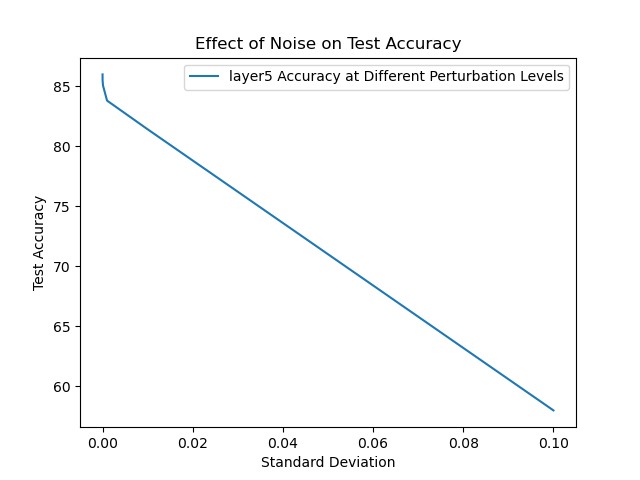 Effect of Noise on Test Accuracy
layer5 Accuracy at Different Perturbation Levels
85
80
75
70
65
60
Test Accuracy
0.00 0.02 0.04 0.06 0.08 0.10
Standard Deviation